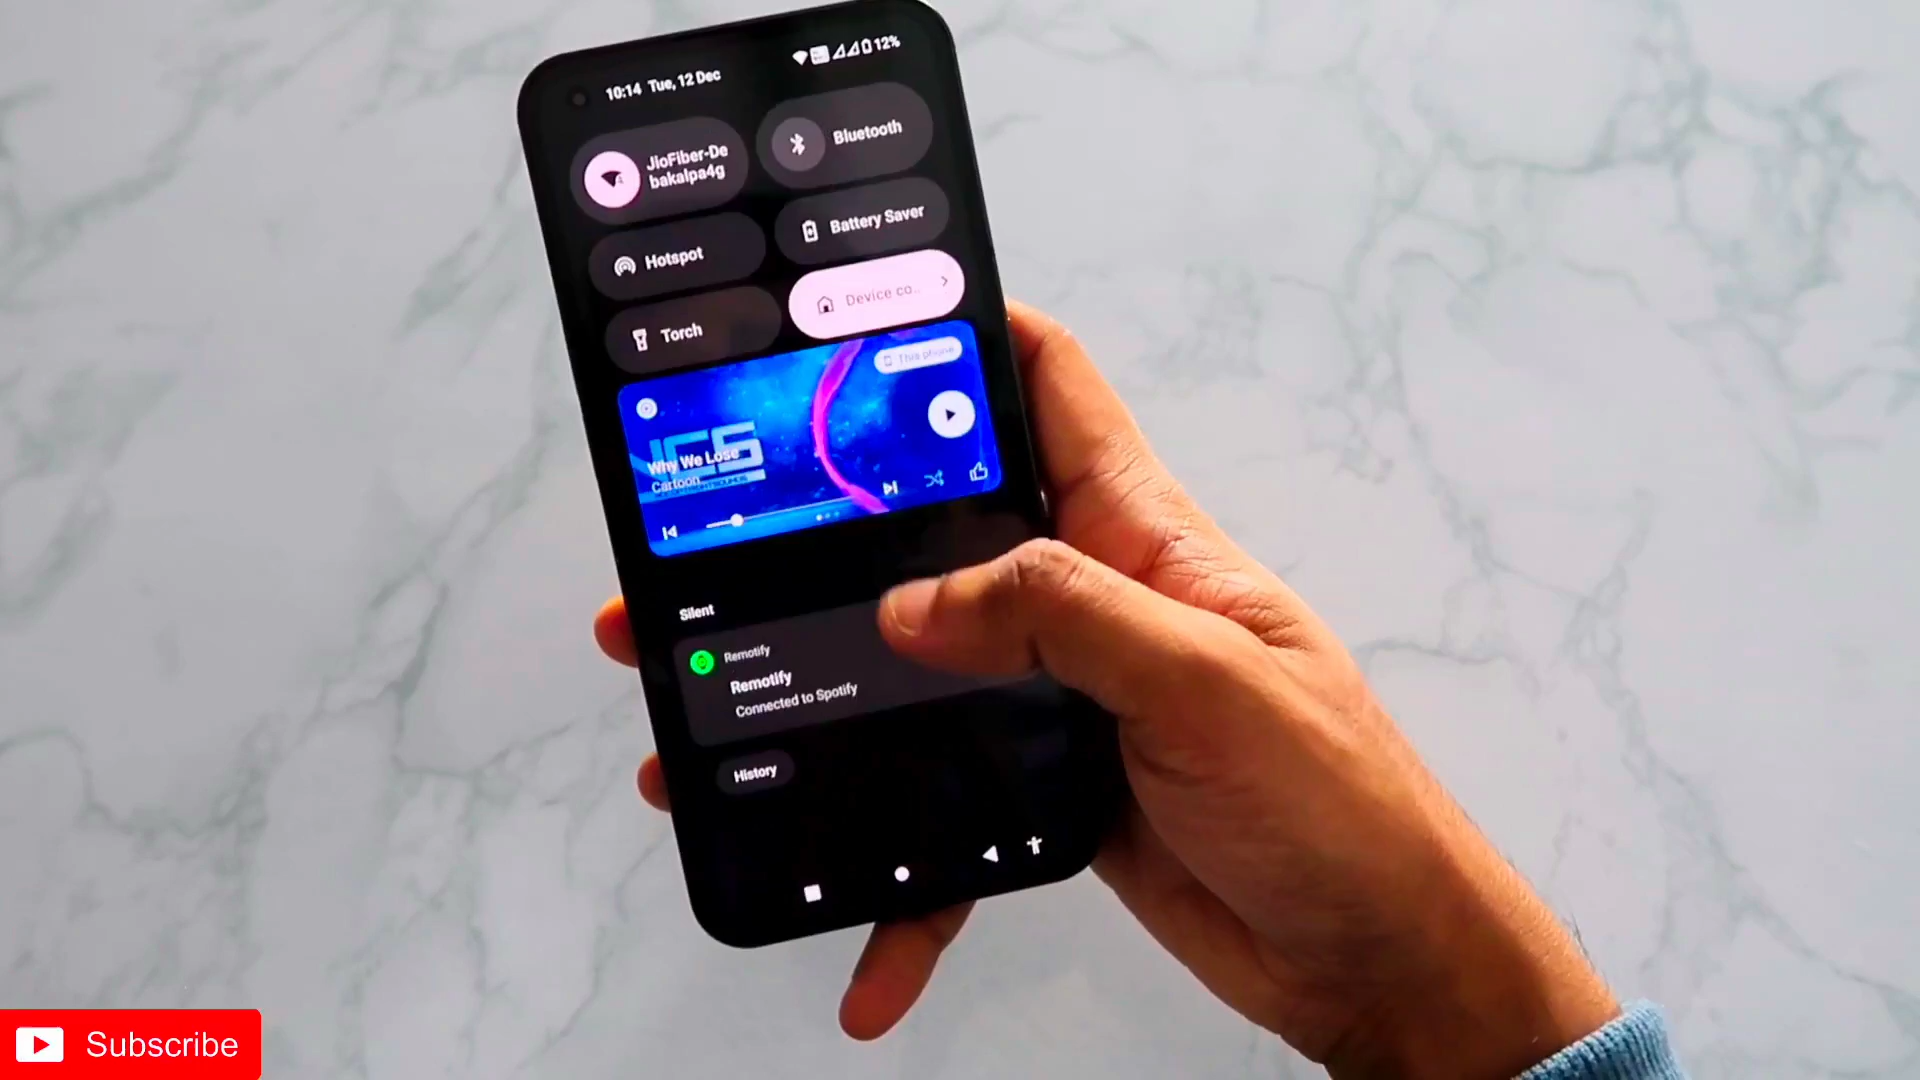 10:14 Tue, 12 Dec
12%
JioFiber-De
bakalpa4g
Bluetooth
Hotspot
Battery Saver
Torch
Device co...
This phone
Why We Lose
Cartoon
Silent
Remotify
Remotify
Connected to Spotify
History
Subscribe